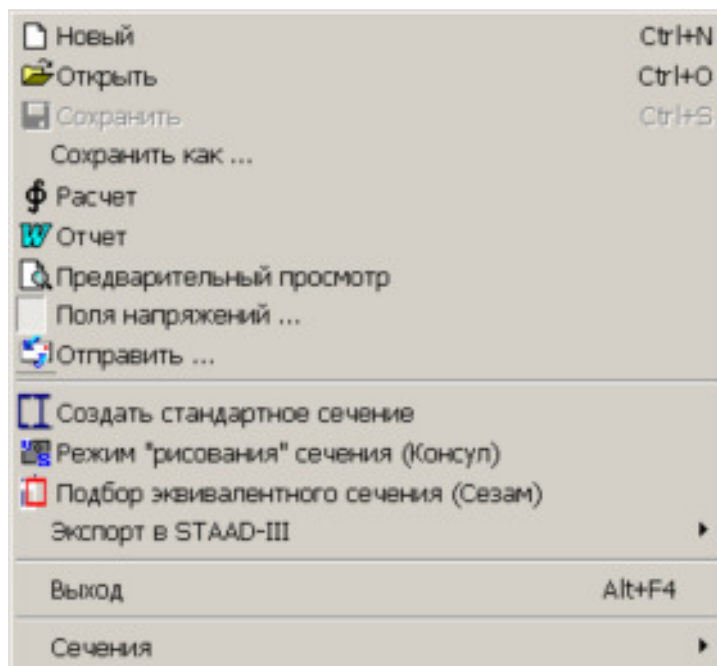 Новый Ctrl+N
Открыть Ctrl+O
Сохранить Ctrl+S
Сохранить как ...
Расчет
Отчет
Предварительный просмотр
Поля напряжений ...
Отправить ...
Создать стандартное сечение
Режим "рисования" сечения (Консул)
Подбор эквивалентного сечения (Сезам)
Экспорт в STAAD-III
Выход Alt+F4
Сечения